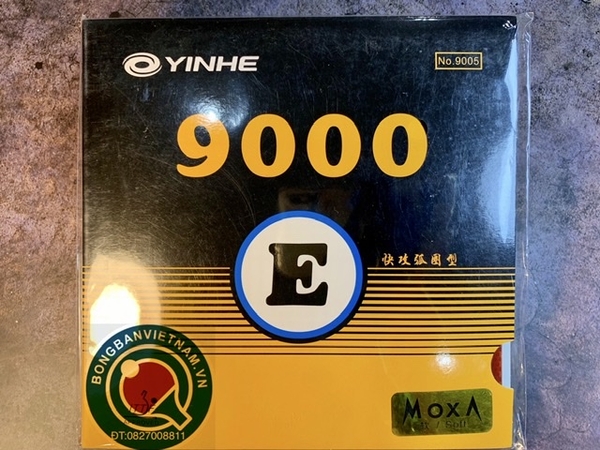 YINHE
No.9005
9000
E
快攻弧圈型
BONGBANVIETNAM.VN
ĐT:0827008811
MOXA